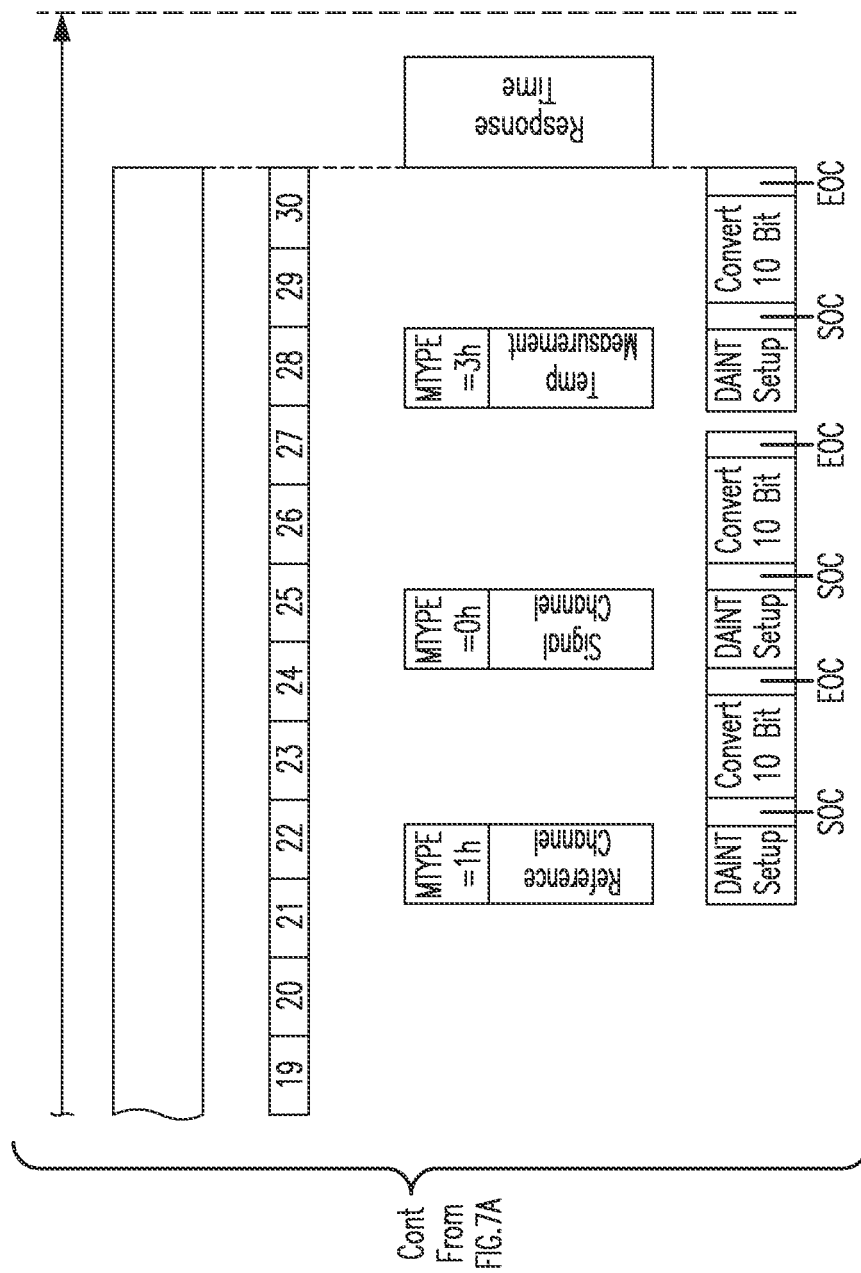 Cont
From
FIG.7A
19 20 21 22 23 24 25 26 27 28 29 30
MTYPE
=1h
Reference
Channel
MTYPE
=0h
Signal
Channel
MTYPE
=3h
Temp
Measurement
Response
Time
DAINT
Setup
SOC
Convert
10 Bit
EOC
DAINT
Setup
SOC
Convert
10 Bit
EOC
DAINT
Setup
SOC
Convert
10 Bit
EOC